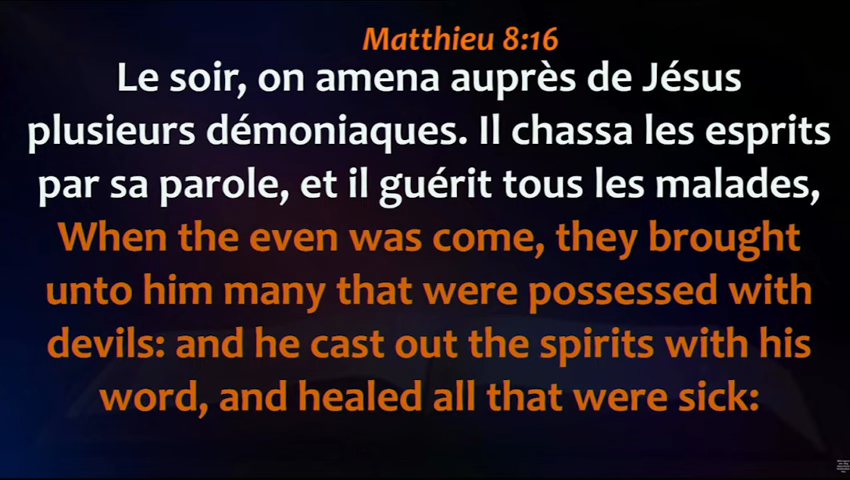 Matthieu 8:16
Le soir, on amena auprès de Jésus
plusieurs démoniaques. Il chassa les esprits
par sa parole, et il guérit tous les malades,
When the even was come, they brought
unto him many that were possessed with
devils: and he cast out the spirits with his
word, and healed all that were sick: